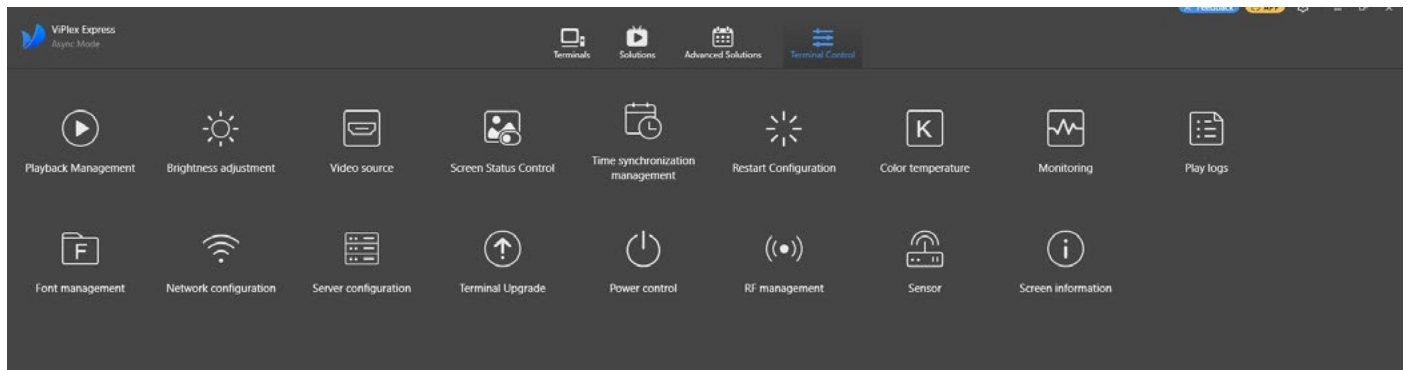 Feedback APP
ViPlex Express
Async Mode
Terminals Solutions Advanced Solutions Terminal Control
K
Playback Management Brightness adjustment Video source Screen Status Control Time synchronization management Restart Configuration Color temperature Monitoring Play logs
F
Font management Network configuration Server configuration Terminal Upgrade Power control RF management Sensor Screen information